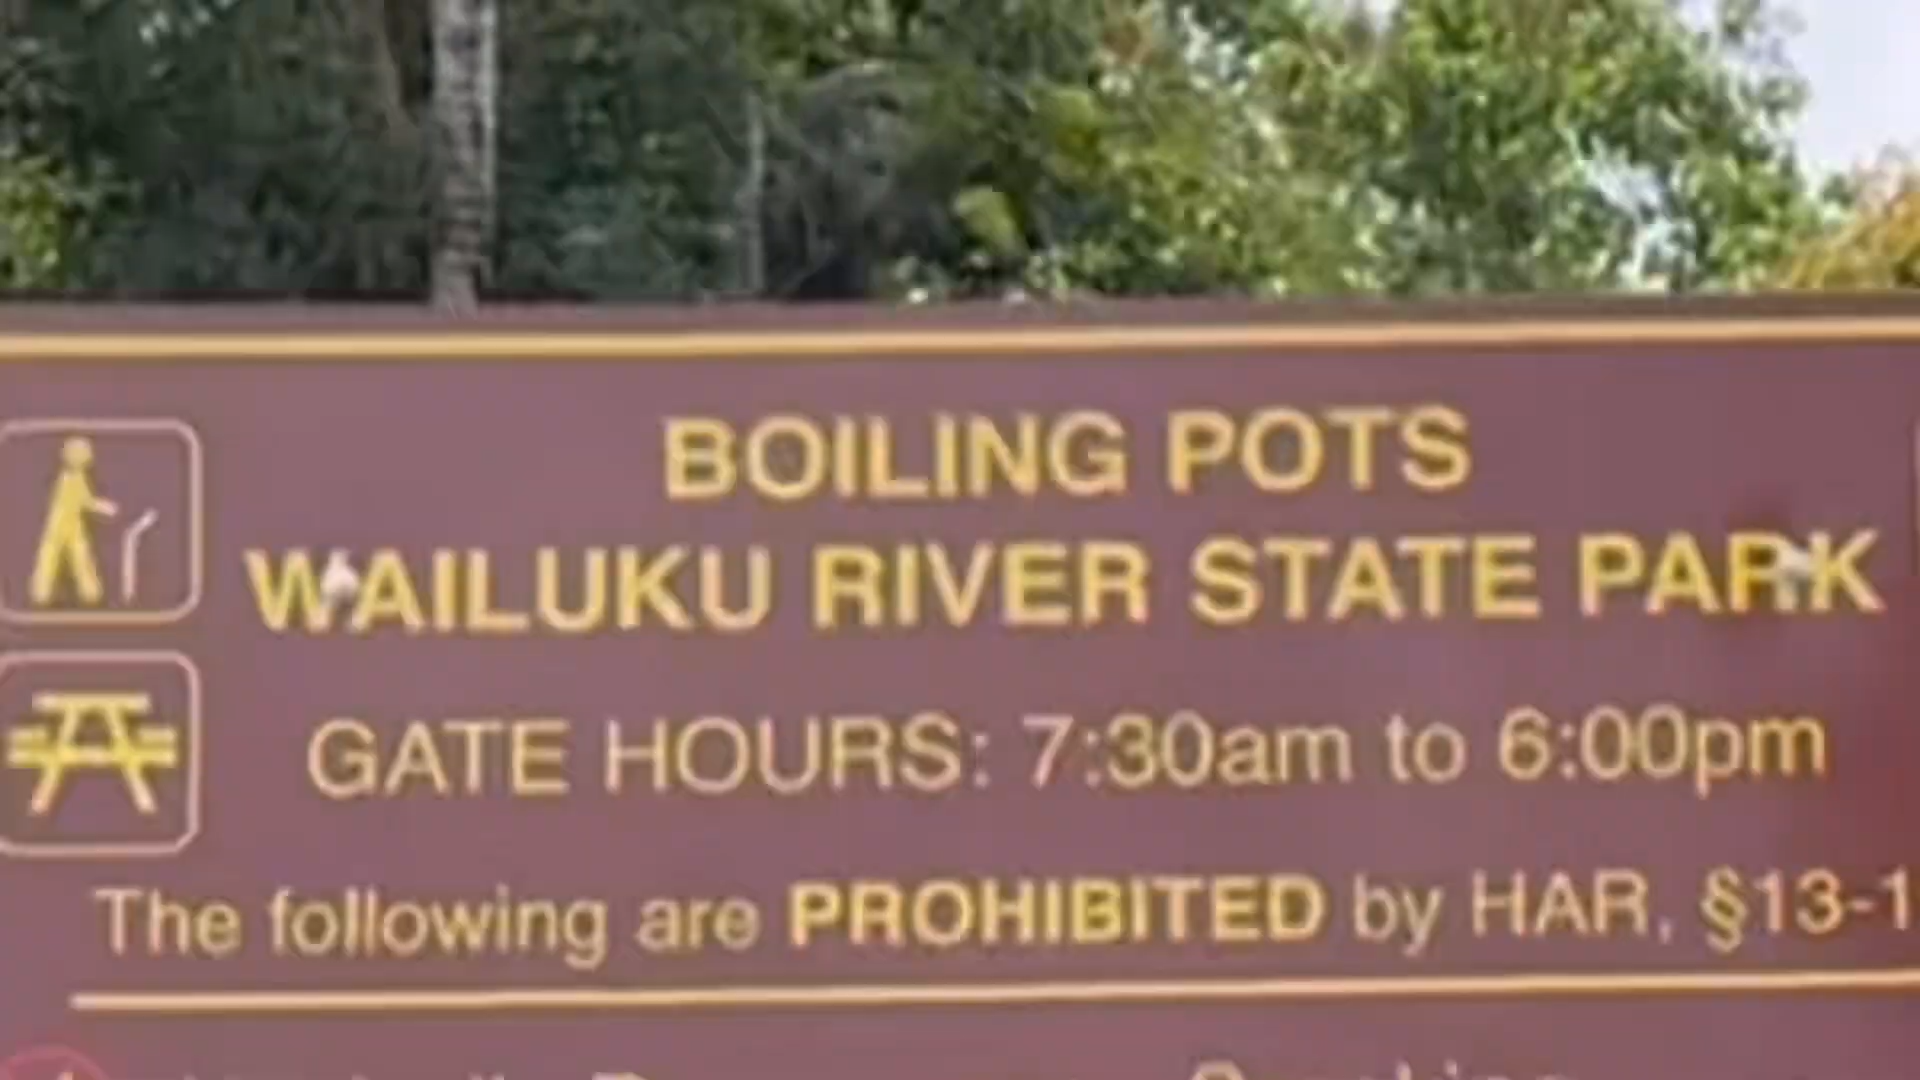 BOILING POTS
WAILUKU RIVER STATE PARK
GATE HOURS: 7:30am to 6:00pm
The following are PROHIBITED by HAR, §13-1